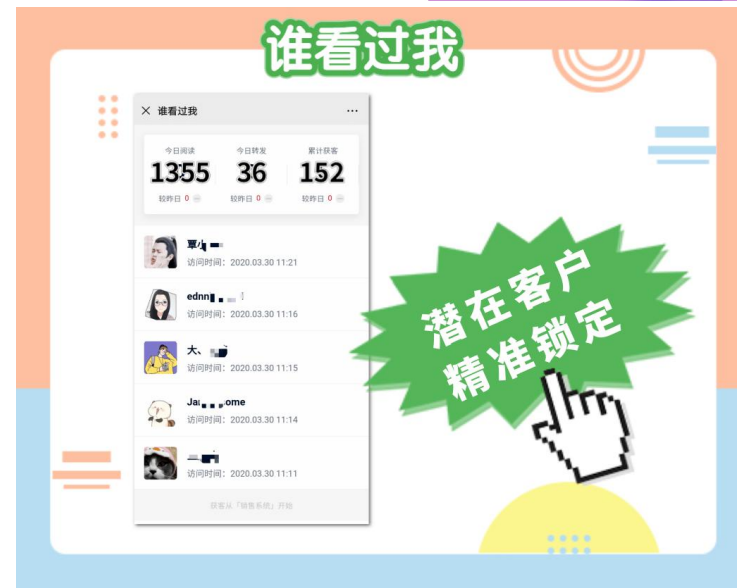 谁看过我
谁看过我
今日阅读 今日转发 累计获客
1355 36 152
较昨日 0 较昨日 0 较昨日 0
覃小
访问时间：2020.03.30 11:21
ednn
访问时间：2020.03.30 11:16
大、
访问时间：2020.03.30 11:15
Ja ome
访问时间：2020.03.30 11:14
访问时间：2020.03.30 11:11
获客从「销售系统」开始
潜在客户
精准锁定